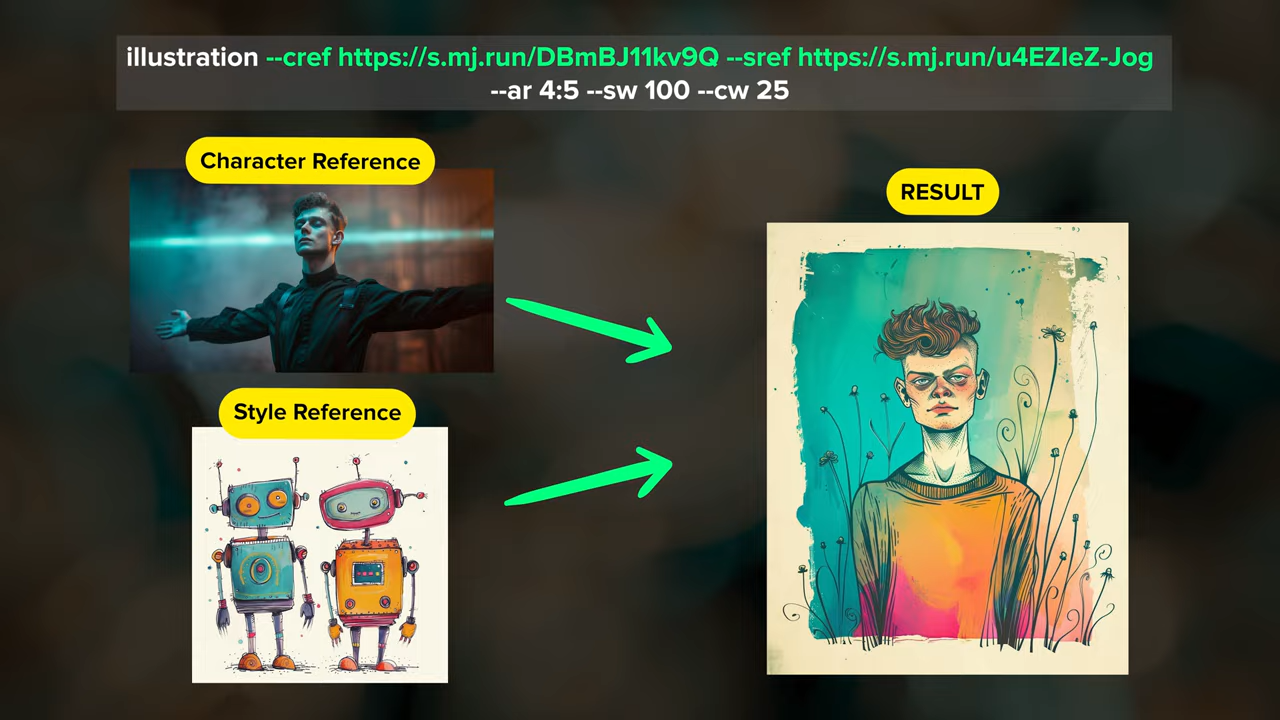 illustration --cref https://s.mj.run/DBmBJ11kv9Q --sref https://s.mj.run/u4EZIeZ-Jog
--ar 4:5 --sw 100 --cw 25
Character Reference
RESULT
Style Reference